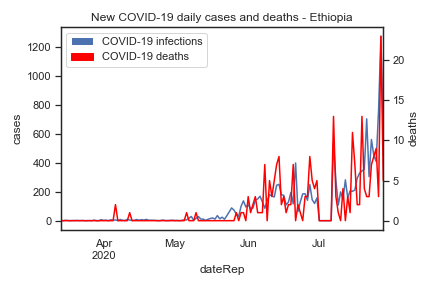 New COVID-19 daily cases and deaths - Ethiopia
COVID-19 infections
COVID-19 deaths
1200
1000
800
600
400
200
0
cases
20
15
10
5
0
deaths
Apr
2020
May
Jun
Jul
dateRep